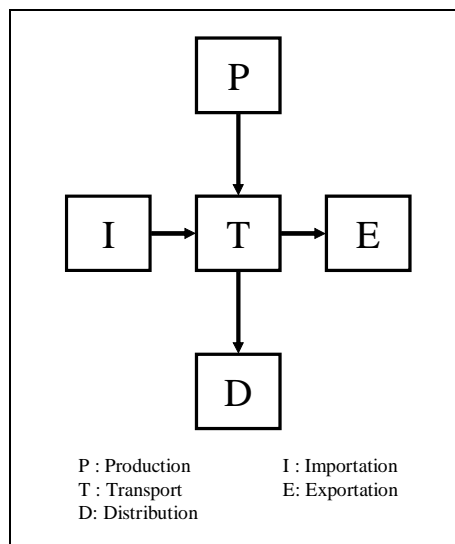 P
I T E
D
P : Production I : Importation
T : Transport E: Exportation
D: Distribution